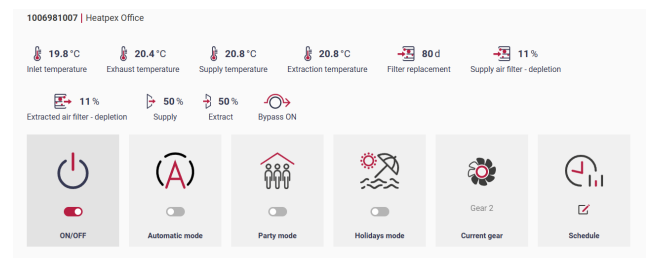 1006981007 | Heatpex Office
19.8 °C 20.4 °C 20.8 °C 20.8 °C 80 d 11 %
Inlet temperature Exhaust temperature Supply temperature Extraction temperature Filter replacement Supply air filter - depletion
11 % 50 % 50 %
Extracted air filter - depletion Supply Extract Bypass ON
A
Gear 2
ON/OFF Automatic mode Party mode Holidays mode Current gear Schedule